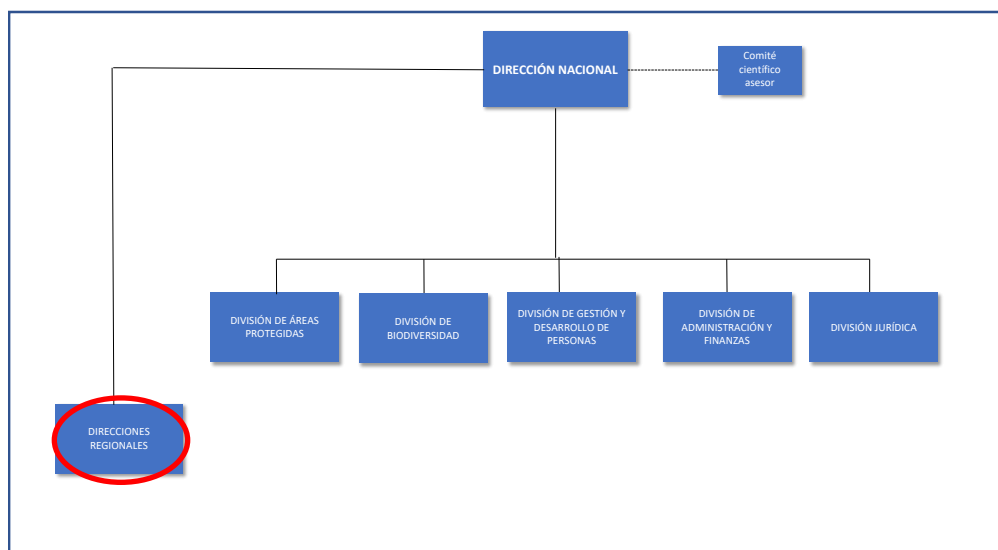 DIRECCIÓN NACIONAL
Comité
científico
asesor
DIVISIÓN DE ÁREAS
PROTEGIDAS
DIVISIÓN DE
BIODIVERSIDAD
DIVISIÓN DE GESTIÓN Y
DESARROLLO DE
PERSONAS
DIVISIÓN DE
ADMINISTRACIÓN Y
FINANZAS
DIVISIÓN JURÍDICA
DIRECCIONES
REGIONALES